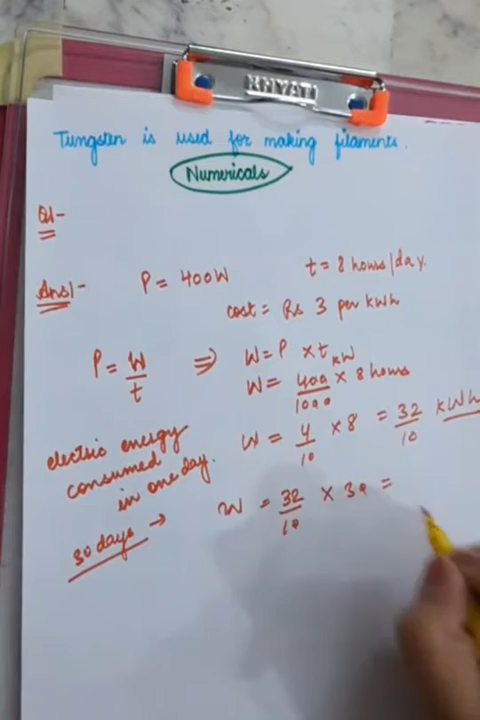 KHYATI
Tungsten is used for making filaments.
Numericals
Q1-
Ans1- P = 400W t = 8 hours/day.
cost = Rs 3 per kWh
P = W/t ⇒ W = P × t
W = 400/1000 kW × 8 hours
W = 4/10 × 8 = 32/10 kWh
electric energy
consumed
in one day.
30 days → W = 32/10 × 30 =